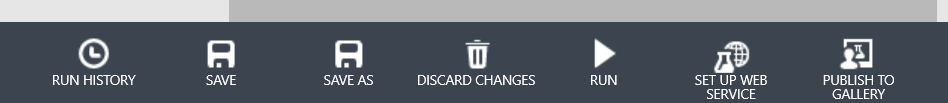 RUN HISTORY
SAVE
SAVE AS
DISCARD CHANGES
RUN
SET UP WEB
SERVICE
PUBLISH TO
GALLERY